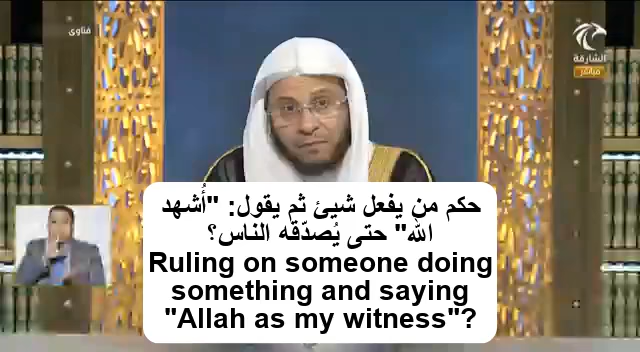 فتاوى
الشارقة
مباشر
حكم من يفعل شيئ ثم يقول: "أُشهد
الله" حتى يُصدّقه الناس؟
Ruling on someone doing
something and saying
"Allah as my witness"?